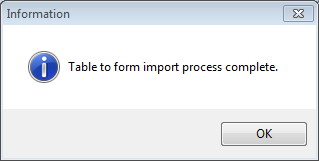 Information
Table to form import process complete.
OK